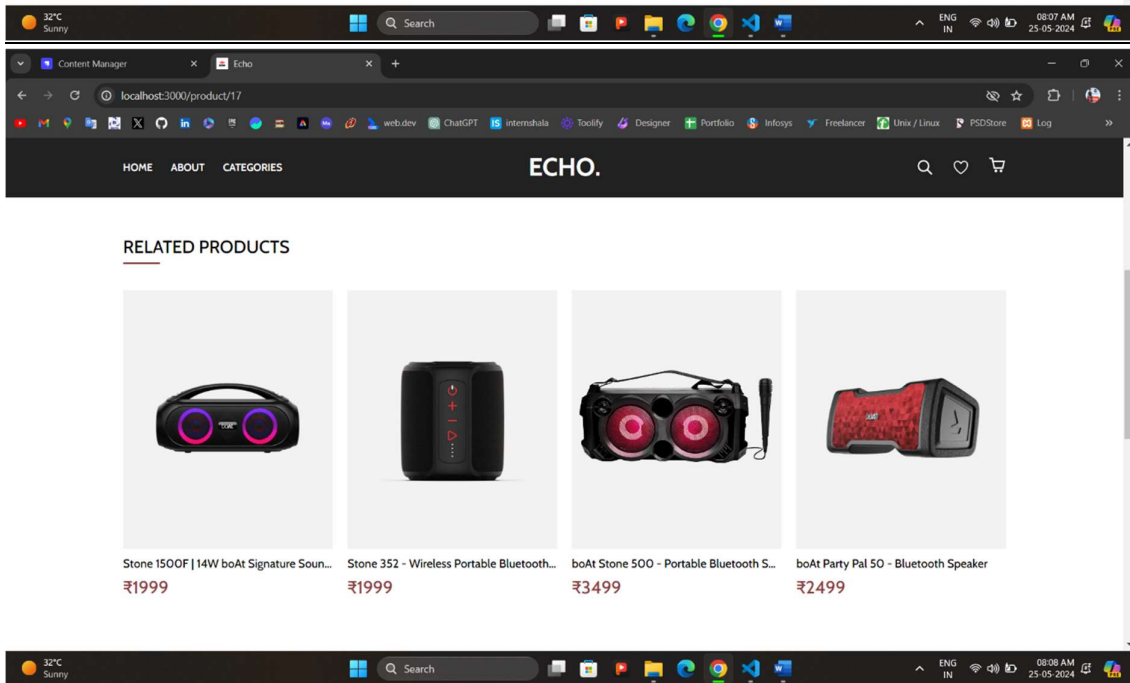 32°C
Sunny
Search
ENG
IN
08:07 AM
25-05-2024
Content Manager
Echo
localhost:3000/product/17
web.dev ChatGPT internshala Toolify Designer Portfolio Infosys Freelancer Unix / Linux PSDStore Log
HOME ABOUT CATEGORIES
ECHO.
RELATED PRODUCTS
Stone 1500F | 14W boAt Signature Soun...
₹1999
Stone 352 - Wireless Portable Bluetooth...
₹1999
boAt Stone 500 - Portable Bluetooth S...
₹3499
boAt Party Pal 50 - Bluetooth Speaker
₹2499
32°C
Sunny
Search
ENG
IN
08:08 AM
25-05-2024